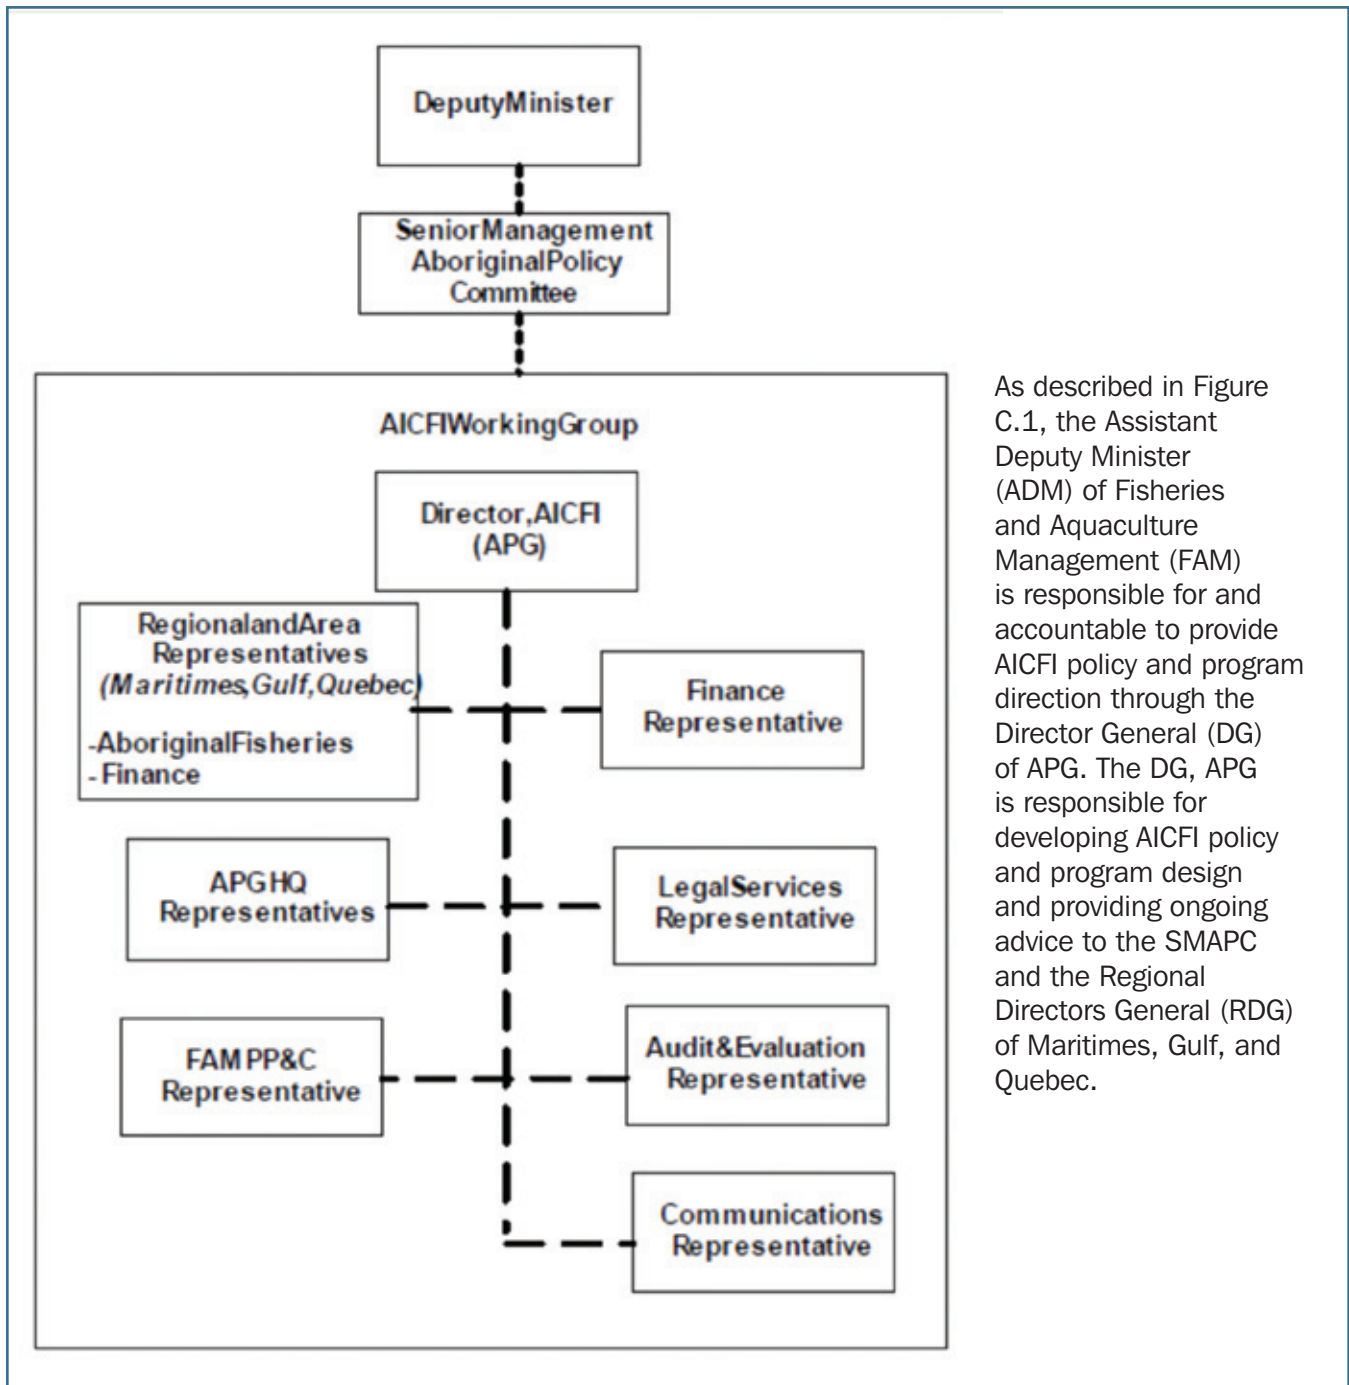 DeputyMinister
SeniorManagement
AboriginalPolicy
Committee
AICFIWorkingGroup
Director,AICFI
(APG)
RegionalandArea
Representatives
(Maritimes,Gulf,Quebec)
-AboriginalFisheries
-Finance
Finance
Representative
APGHQ
Representatives
LegalServices
Representative
FAMPP&C
Representative
Audit&Evaluation
Representative
Communications
Representative
As described in Figure
C.1, the Assistant
Deputy Minister
(ADM) of Fisheries
and Aquaculture
Management (FAM)
is responsible for and
accountable to provide
AICFI policy and program
direction through the
Director General (DG)
of APG. The DG, APG
is responsible for
developing AICFI policy
and program design
and providing ongoing
advice to the SMAPC
and the Regional
Directors General (RDG)
of Maritimes, Gulf, and
Quebec.